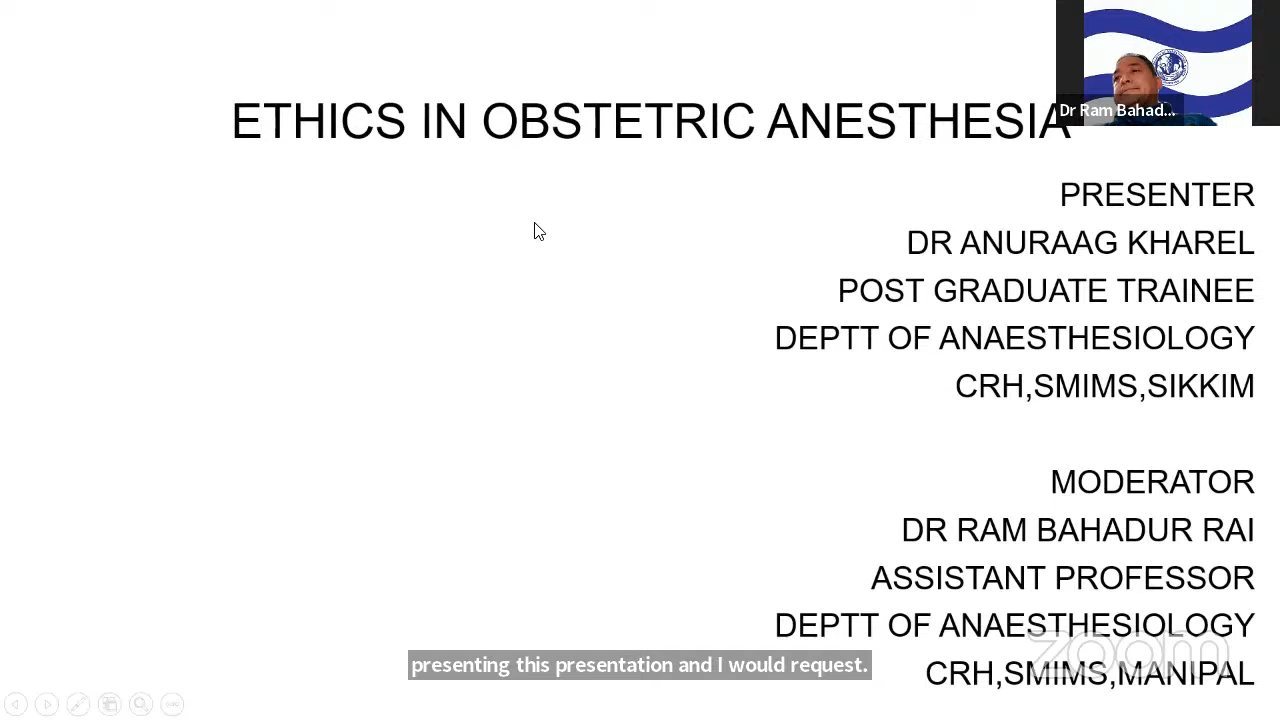 ETHICS IN OBSTETRIC ANESTHESIA
Dr Ram Bahad...
PRESENTER
DR ANURAAG KHAREL
POST GRADUATE TRAINEE
DEPTT OF ANAESTHESIOLOGY
CRH,SMIMS,SIKKIM
MODERATOR
DR RAM BAHADUR RAI
ASSISTANT PROFESSOR
DEPTT OF ANAESTHESIOLOGY
zoom
CRH,SMIMS,MANIPAL
presenting this presentation and I would request.